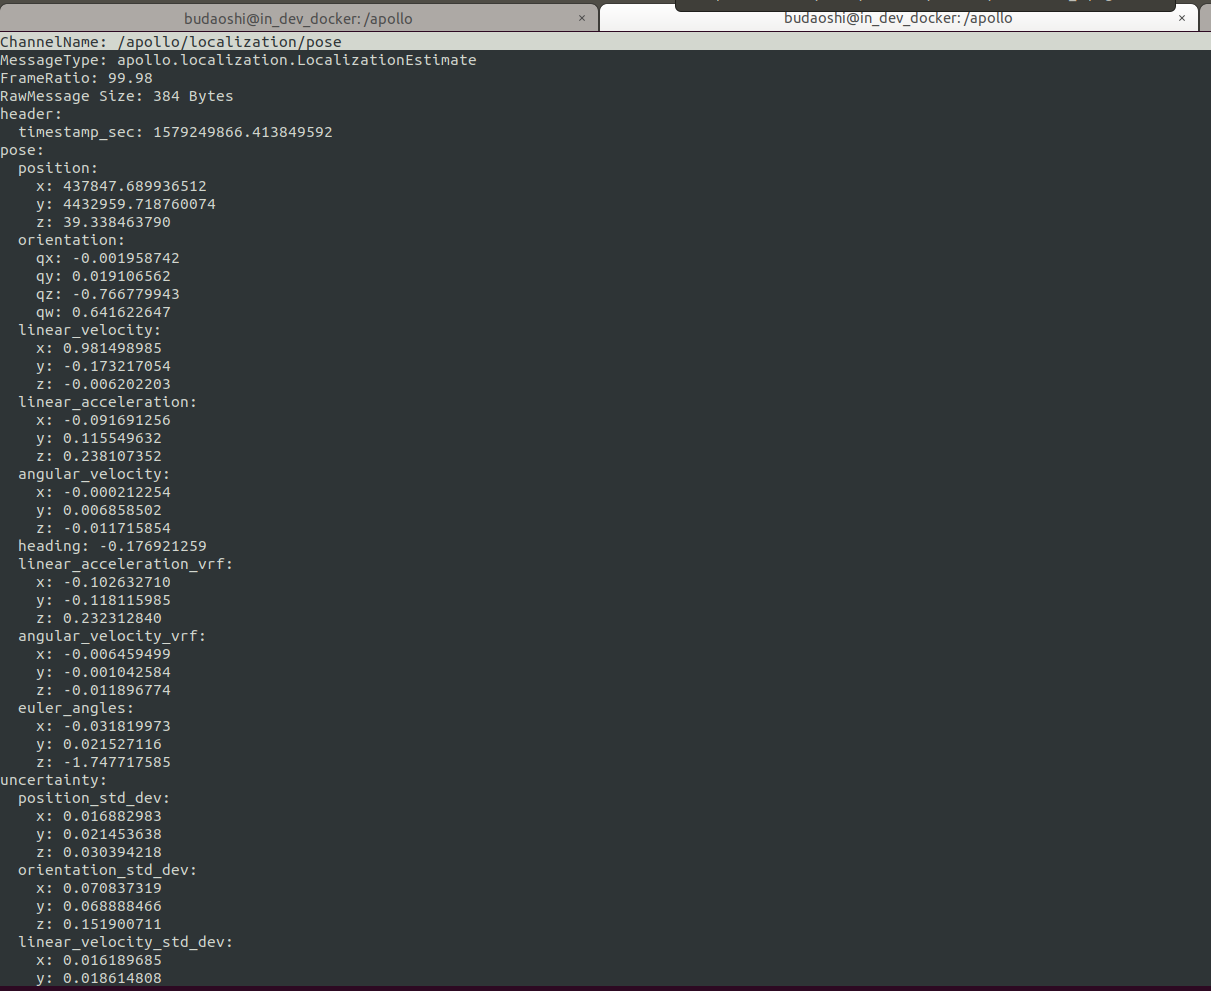 budaoshi@in_dev_docker: /apollo × budaoshi@in_dev_docker: /apollo ×
ChannelName: /apollo/localization/pose
MessageType: apollo.localization.LocalizationEstimate
FrameRatio: 99.98
RawMessage Size: 384 Bytes
header:
timestamp_sec: 1579249866.413849592
pose:
position:
x: 437847.689936512
y: 4432959.718760074
z: 39.338463790
orientation:
qx: -0.001958742
qy: 0.019106562
qz: -0.766779943
qw: 0.641622647
linear_velocity:
x: 0.981498985
y: -0.173217054
z: -0.006202203
linear_acceleration:
x: -0.091691256
y: 0.115549632
z: 0.238107352
angular_velocity:
x: -0.000212254
y: 0.006858502
z: -0.011715854
heading: -0.176921259
linear_acceleration_vrf:
x: -0.102632710
y: -0.118115985
z: 0.232312840
angular_velocity_vrf:
x: -0.006459499
y: -0.001042584
z: -0.011896774
euler_angles:
x: -0.031819973
y: 0.021527116
z: -1.747717585
uncertainty:
position_std_dev:
x: 0.016882983
y: 0.021453638
z: 0.030394218
orientation_std_dev:
x: 0.070837319
y: 0.068888466
z: 0.151900711
linear_velocity_std_dev:
x: 0.016189685
y: 0.018614808